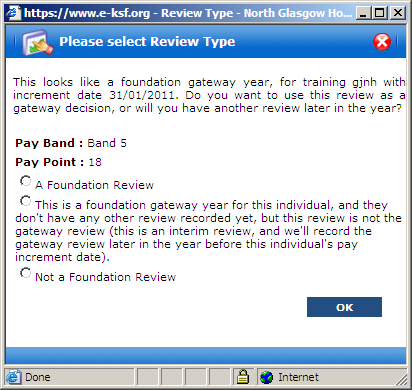 https://www.e-ksf.org - Review Type - North Glasgow Ho...
Please select Review Type
This looks like a foundation gateway year, for training gjnh with
increment date 31/01/2011. Do you want to use this review as a
gateway decision, or will you have another review later in the year?
Pay Band : Band 5
Pay Point : 18
A Foundation Review
This is a foundation gateway year for this individual, and they
don't have any other review recorded yet, but this review is not the
gateway review (this is an interim review, and we'll record the
gateway review later in the year before this individual's pay
increment date).
Not a Foundation Review
OK
Done Internet